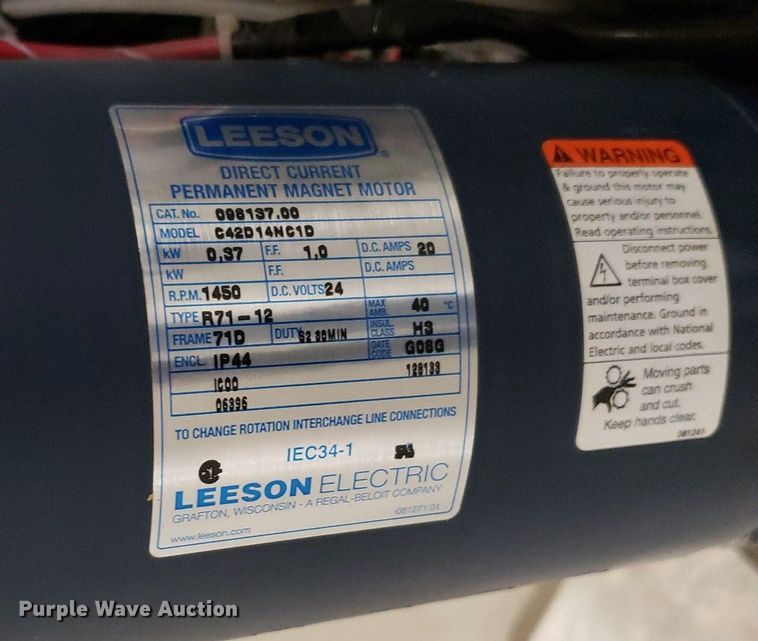 LEESON ®
DIRECT CURRENT
PERMANENT MAGNET MOTOR
CAT. No. 098137.00
MODEL C42D14NC1D
kW 0.37 F.F. 1.0 D.C. AMPS 20
kW F.F. D.C. AMPS
R.P.M. 1450 D.C. VOLTS 24
TYPE R71-12 MAX AMB. 40 °C
FRAME 71D DUTY S2 30MIN INSUL CLASS H3
ENCL. IP44 DATE CODE G08G
IC00 128133
06396
TO CHANGE ROTATION INTERCHANGE LINE CONNECTIONS
IEC34-1
LEESON ELECTRIC
GRAFTON, WISCONSIN - A REGAL-BELOIT COMPANY
www.leeson.com 081271.01
WARNING
Failure to properly operate
& ground this motor may
cause serious injury to
property and/or personnel.
Read operating instructions.
Disconnect power
before removing
terminal box cover
and/or performing
maintenance. Ground in
accordance with National
Electric and local codes.
Moving parts
can crush
and cut.
Keep hands clear.
081241
Purple Wave Auction